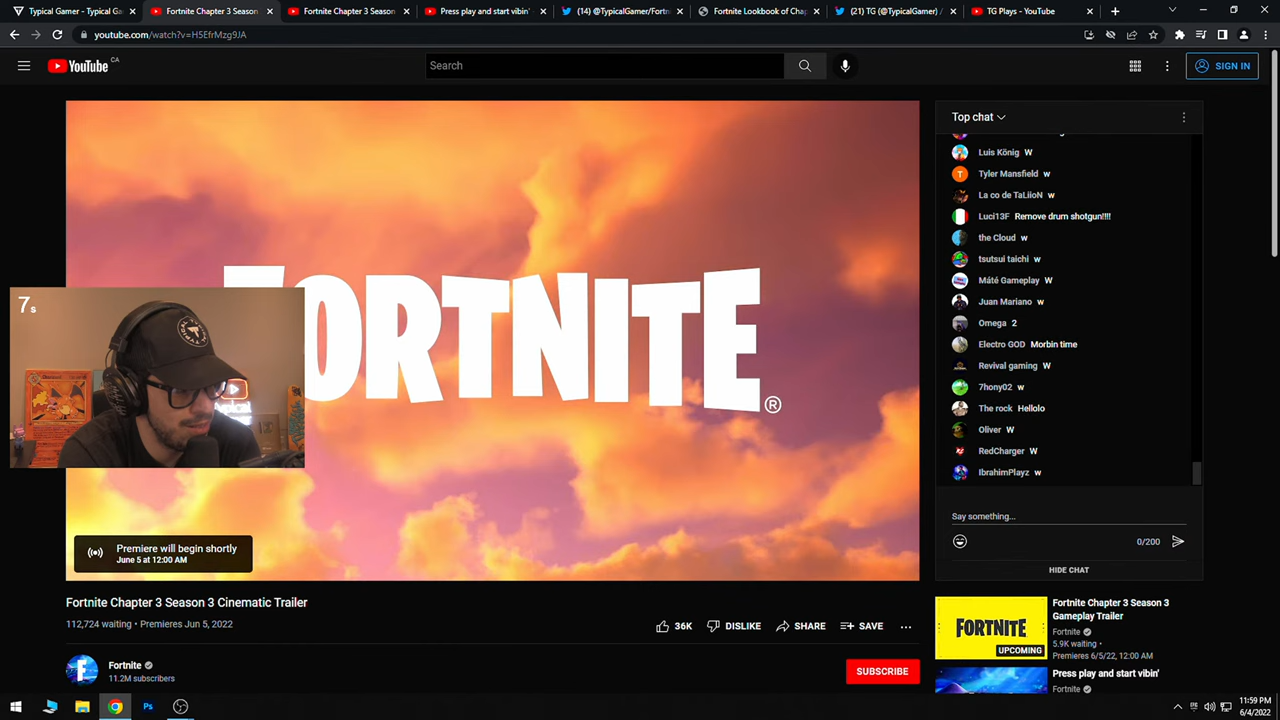 Typical Gamer - Typical Ga
Fortnite Chapter 3 Season
Fortnite Chapter 3 Season
Press play and start vibin'
(14) @TypicalGamer/Fortn
Fortnite Lookbook of Chap
(21) TG (@TypicalGamer) /
TG Plays - YouTube
youtube.com/watch?v=H5EfrMzg9JA
YouTube CA
Search
SIGN IN
FORTNITE®
7s
Premiere will begin shortly
June 5 at 12:00 AM
Top chat
Luis König W
Tyler Mansfield w
La co de TaLiioN w
Luci13F Remove drum shotgun!!!!
the Cloud w
tsutsui taichi w
Máté Gameplay W
Juan Mariano w
Omega 2
Electro GOD Morbin time
Revival gaming W
7hony02 w
The rock Hellolo
Oliver W
RedCharger W
IbrahimPlayz w
Say something...
0/200
HIDE CHAT
Fortnite Chapter 3 Season 3 Cinematic Trailer
112,724 waiting • Premieres Jun 5, 2022
36K
DISLIKE
SHARE
SAVE
Fortnite
11.2M subscribers
SUBSCRIBE
FORTNITE
UPCOMING
Fortnite Chapter 3 Season 3
Gameplay Trailer
Fortnite
5.9K waiting •
Premieres 6/5/22, 12:00 AM
Press play and start vibin'
Fortnite
Ps
11:59 PM
6/4/2022